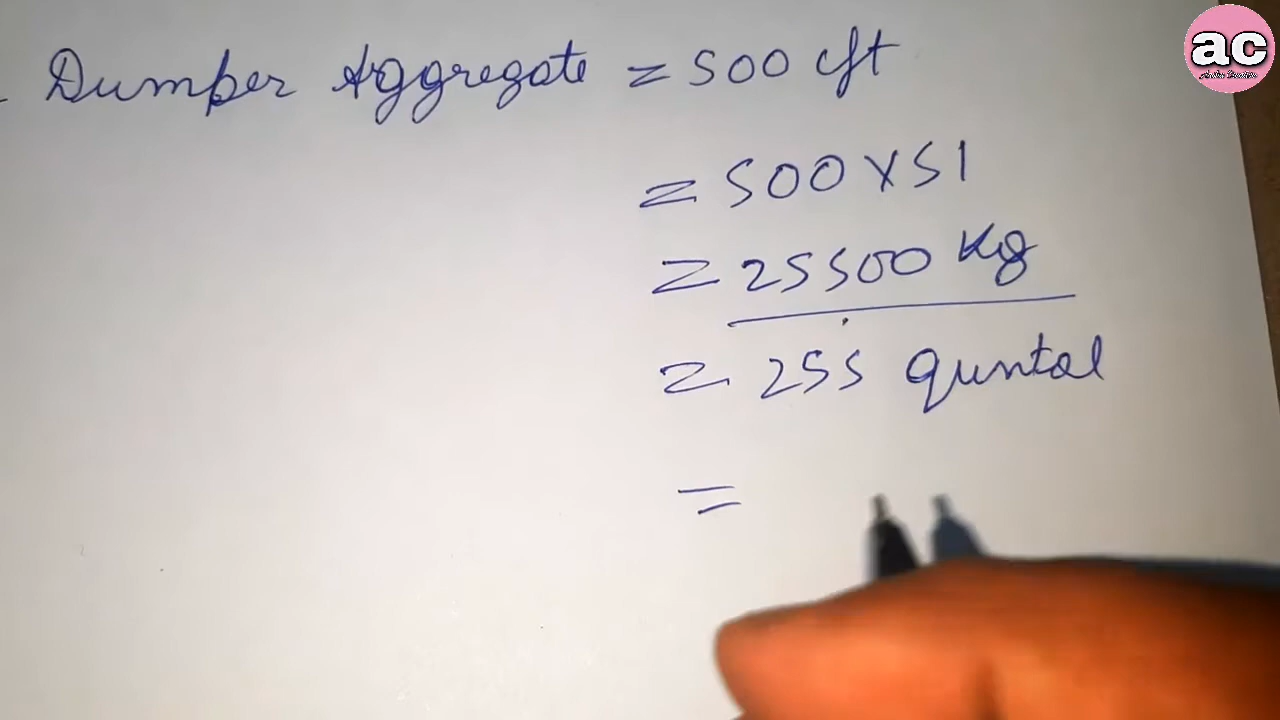 Dumper Aggregate = 500 cft
= 500 x 51
= 25500 Kg
= 255 quntal
=
ac